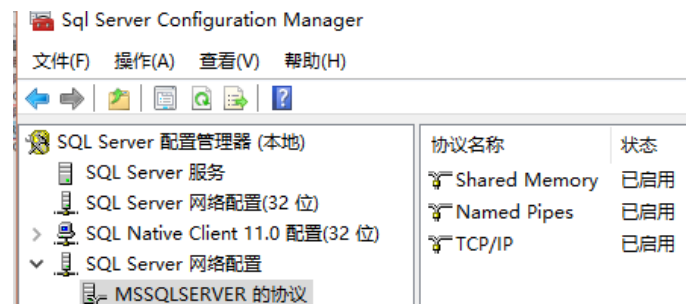 Sql Server Configuration Manager
文件(F) 操作(A) 查看(V) 帮助(H)
SQL Server 配置管理器 (本地)
SQL Server 服务
SQL Server 网络配置(32 位)
SQL Native Client 11.0 配置(32 位)
SQL Server 网络配置
MSSQLSERVER 的协议
协议名称 状态
Shared Memory 已启用
Named Pipes 已启用
TCP/IP 已启用